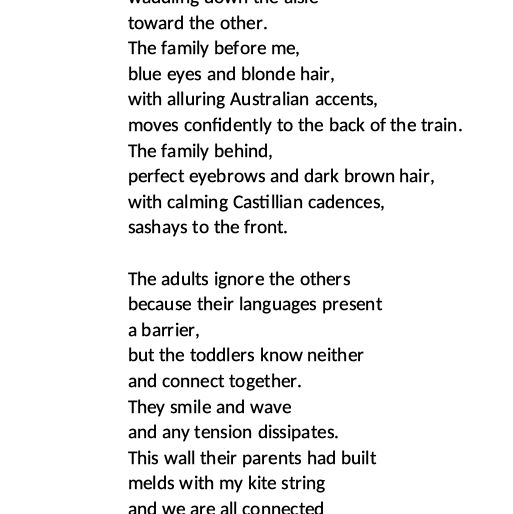 waddling down the aisle
toward the other.
The family before me,
blue eyes and blonde hair,
with alluring Australian accents,
moves confidently to the back of the train.
The family behind,
perfect eyebrows and dark brown hair,
with calming Castillian cadences,
sashays to the front.

The adults ignore the others
because their languages present
a barrier,
but the toddlers know neither
and connect together.
They smile and wave
and any tension dissipates.
This wall their parents had built
melds with my kite string
and we are all connected